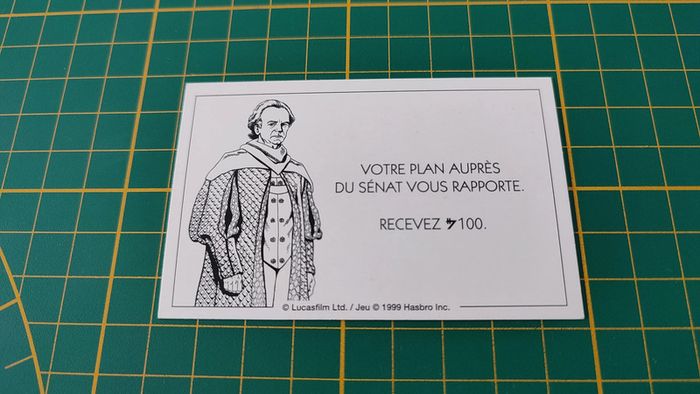 VOTRE PLAN AUPRÈS
DU SÉNAT VOUS RAPPORTE.
RECEVEZ 100.
© Lucasfilm Ltd. / Jeu © 1999 Hasbro Inc.